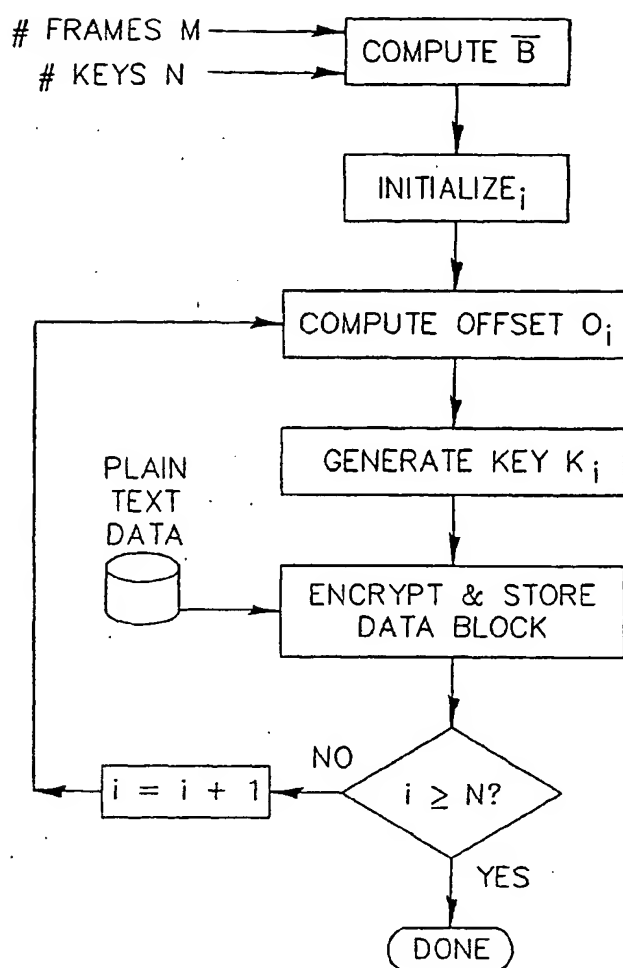 # FRAMES M
# KEYS N
COMPUTE B̅
INITIALIZEᵢ
COMPUTE OFFSET Oᵢ
GENERATE KEY Kᵢ
PLAIN
TEXT
DATA
ENCRYPT & STORE
DATA BLOCK
NO
i = i + 1
i ≥ N?
YES
DONE